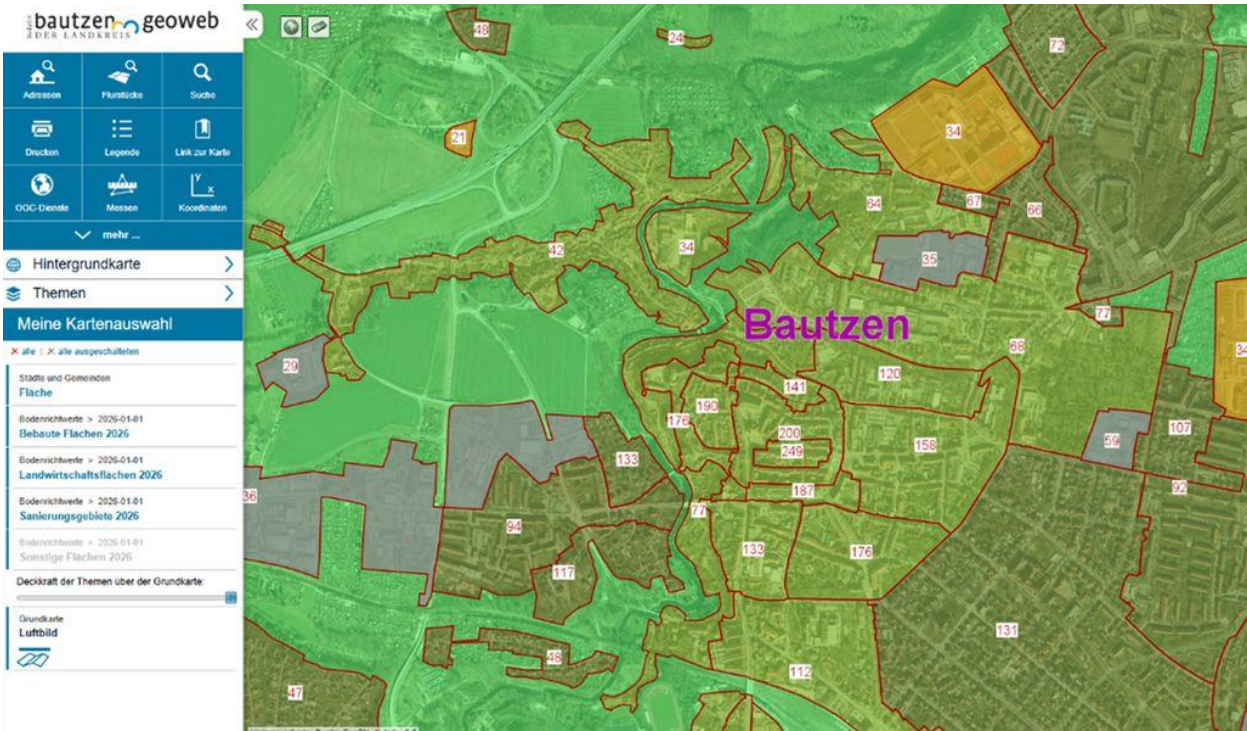 bautzen geoweb
DER LANDKREIS
Adressen
Flurstücke
Suche
Drucken
Legende
Link zur Karte
OGC-Dienste
Messen
Koordinaten
mehr ...
Hintergrundkarte
Themen
Meine Kartenauswahl
alle | alle ausgeschalteten
Städte und Gemeinden
Fläche
Bodenrichtwerte > 2026-01-01
Bebaute Flächen 2026
Bodenrichtwerte > 2026-01-01
Landwirtschaftsflächen 2026
Bodenrichtwerte > 2026-01-01
Sanierungsgebiete 2026
Bodenrichtwerte > 2026-01-01
Sonstige Flächen 2026
Deckkraft der Themen über der Grundkarte:
Grundkarte
Luftbild
48
24
72
21
34
64
67
66
42
34
35
77
Bautzen
68
29
120
34
141
190
176
200
158
59
107
249
133
36
187
92
94
77
133
176
117
131
48
112
47